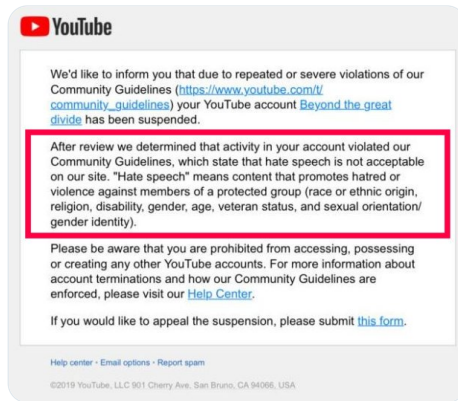 YouTube
We'd like to inform you that due to repeated or severe violations of our
Community Guidelines (https://www.youtube.com/t/
community_guidelines) your YouTube account Beyond the great
divide has been suspended.
After review we determined that activity in your account violated our
Community Guidelines, which state that hate speech is not acceptable
on our site. "Hate speech" means content that promotes hatred or
violence against members of a protected group (race or ethnic origin,
religion, disability, gender, age, veteran status, and sexual orientation/
gender identity).
Please be aware that you are prohibited from accessing, possessing
or creating any other YouTube accounts. For more information about
account terminations and how our Community Guidelines are
enforced, please visit our Help Center.
If you would like to appeal the suspension, please submit this form.
Help center • Email options • Report spam
©2019 YouTube, LLC 901 Cherry Ave, San Bruno, CA 94066, USA